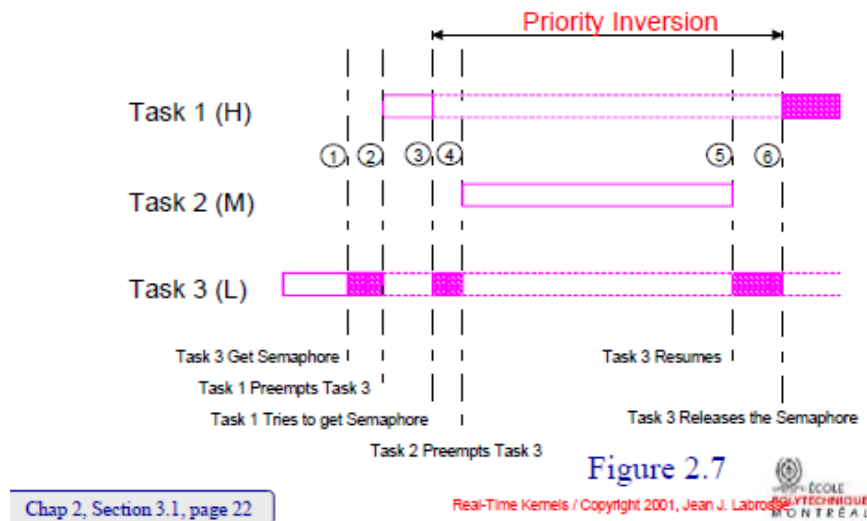 Priority Inversion
Task 1 (H)
1 2 3 4 5 6
Task 2 (M)
Task 3 (L)
Task 3 Get Semaphore
Task 3 Resumes
Task 1 Preempts Task 3
Task 1 Tries to get Semaphore
Task 3 Releases the Semaphore
Task 2 Preempts Task 3
Figure 2.7
Chap 2, Section 3.1, page 22
Real-Time Kernels / Copyright 2001, Jean J. Labrosse
ÉCOLE
POLYTECHNIQUE
MONTRÉAL